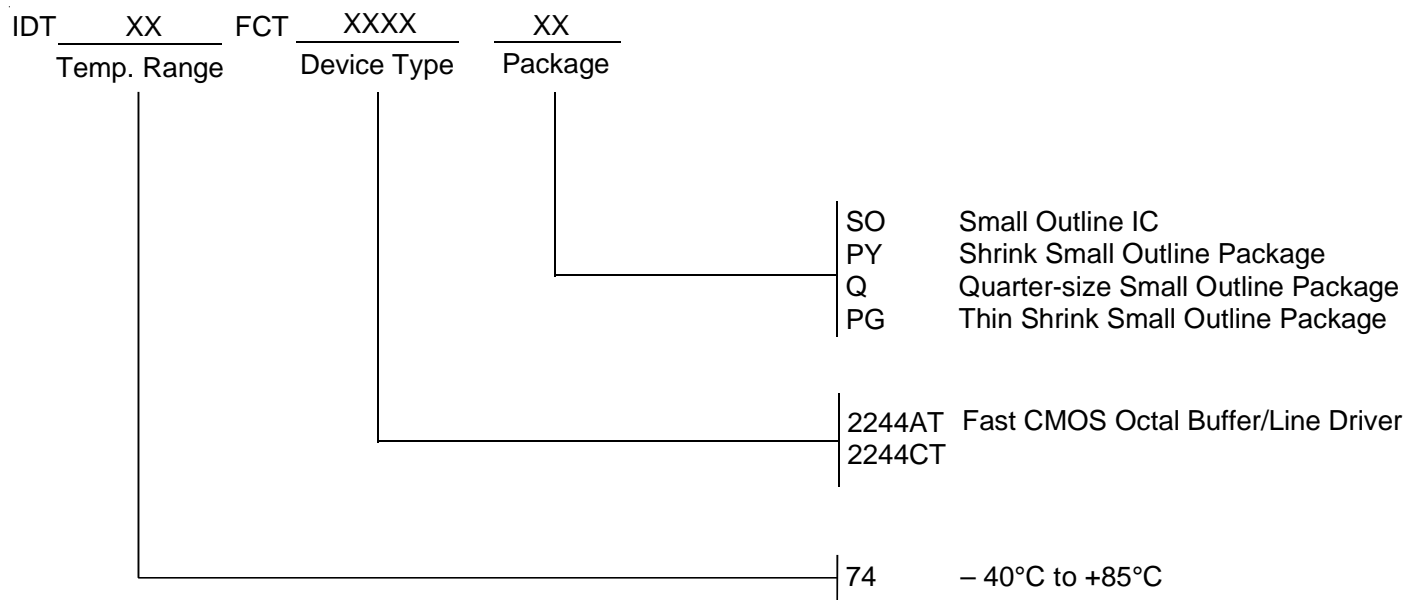 IDT XX FCT XXXX XX
Temp. Range Device Type Package
SO Small Outline IC
PY Shrink Small Outline Package
Q Quarter-size Small Outline Package
PG Thin Shrink Small Outline Package
2244AT Fast CMOS Octal Buffer/Line Driver
2244CT
74 – 40°C to +85°C